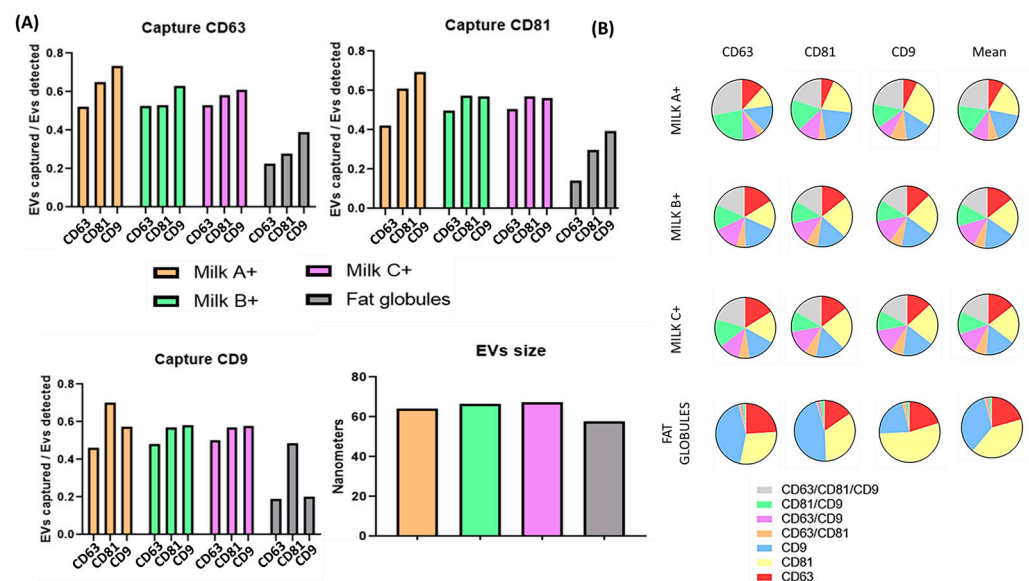 (A)
Capture CD63
EVs captured / Evs detected
0.8
0.6
0.4
0.2
0.0
CD63 CD81 CD9 CD63 CD81 CD9 CD63 CD81 CD9 CD63 CD81 CD9
Capture CD81
EVs captured / Evs detected
0.8
0.6
0.4
0.2
0.0
CD63 CD81 CD9 CD63 CD81 CD9 CD63 CD81 CD9 CD63 CD81 CD9
Milk A+
Milk C+
Milk B+
Fat globules
Capture CD9
EVs captured / Evs detected
0.8
0.6
0.4
0.2
0.0
CD63 CD81 CD9 CD63 CD81 CD9 CD63 CD81 CD9 CD63 CD81 CD9
EVs size
Nanometers
80
60
40
20
0
(B)
CD63 CD81 CD9 Mean
MILK A+
MILK B+
MILK C+
FAT
GLOBULES
CD63/CD81/CD9
CD81/CD9
CD63/CD9
CD63/CD81
CD9
CD81
CD63